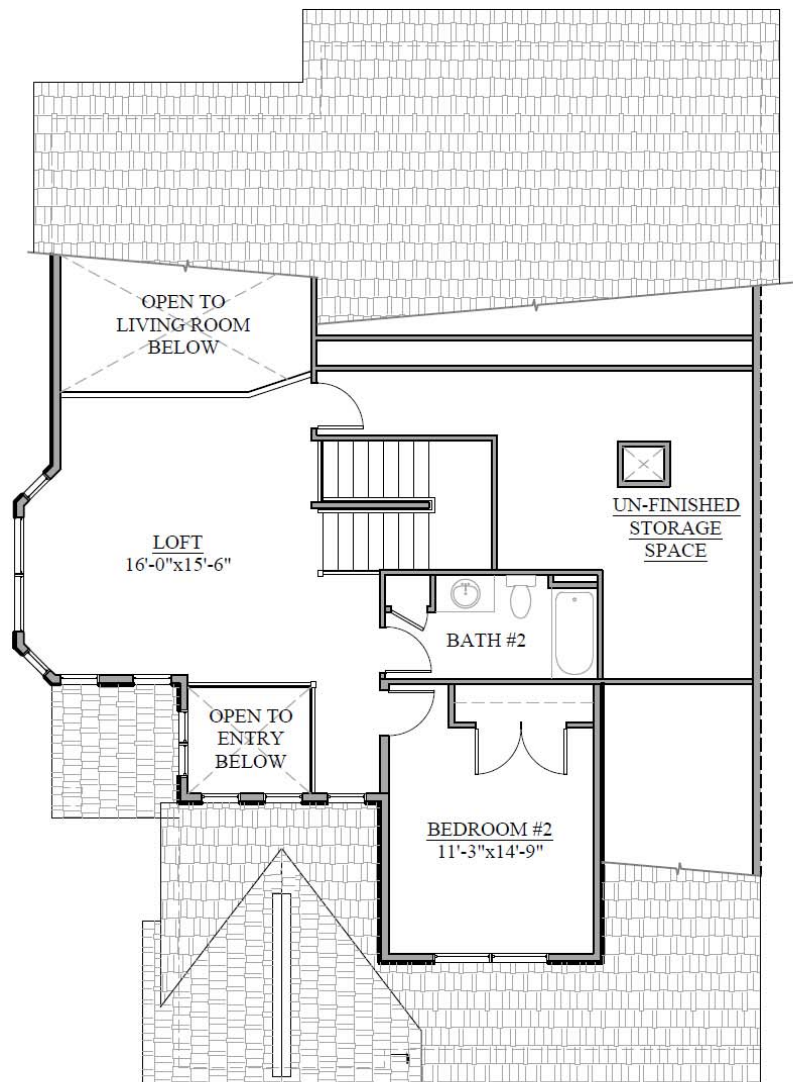 OPEN TO
LIVING ROOM
BELOW
UN-FINISHED
STORAGE
SPACE
LOFT
16'-0"x15'-6"
BATH #2
OPEN TO
ENTRY
BELOW
BEDROOM #2
11'-3"x14'-9"